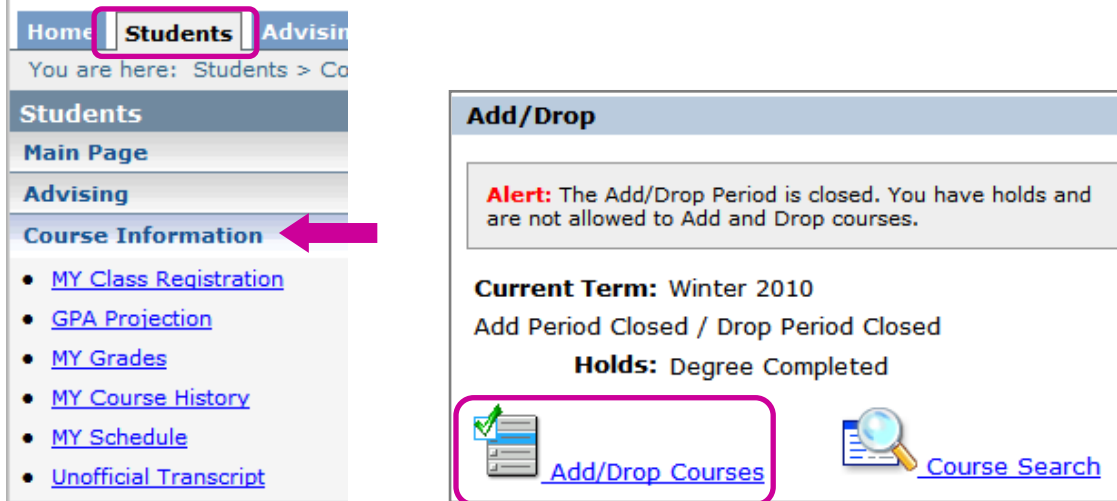 Home Students
You are here: Students >
Students
Main Page
Advising
Course Information
• MY Class Registration
• GPA Projection
• MY Grades
• MY Course History
• MY Schedule
• Unofficial Transcript
Add/Drop
Alert: The Add/Drop Period is closed. You have holds and
are not allowed to Add and Drop courses.
Current Term: Winter 2010
Add Period Closed / Drop Period Closed
Holds: Degree Completed
Add/Drop Courses
Course Search